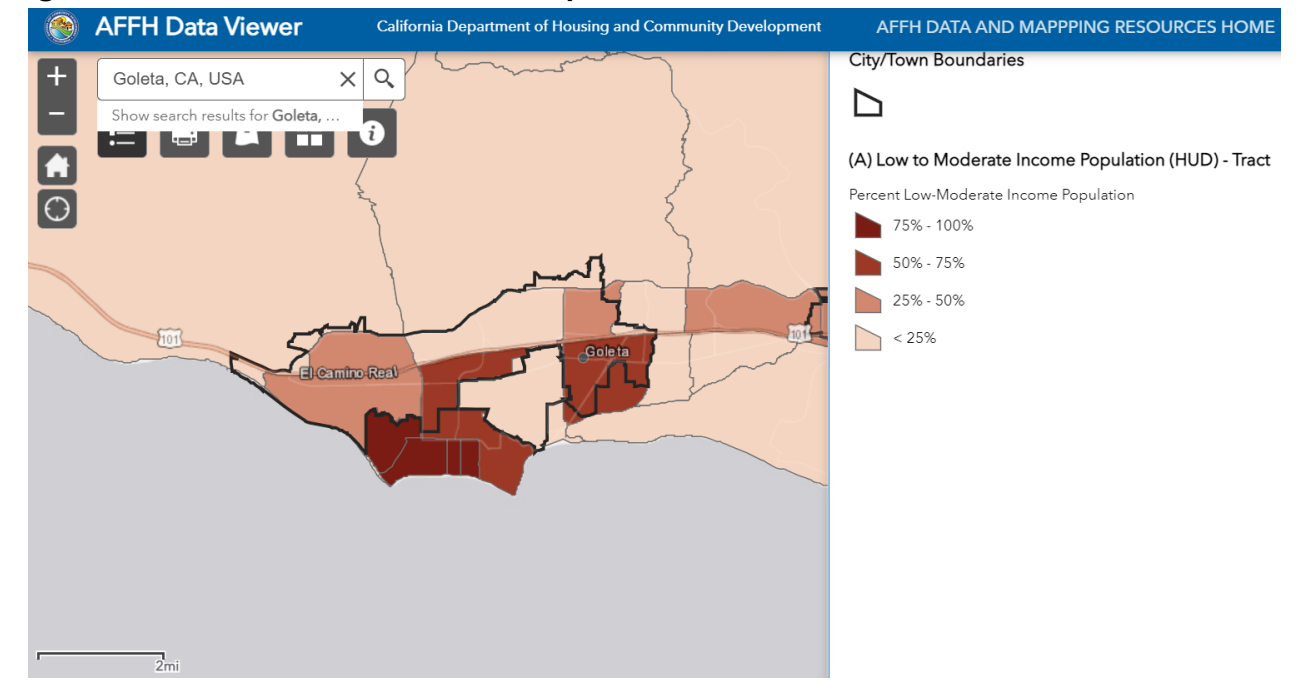 AFFH Data Viewer
California Department of Housing and Community Development
AFFH DATA AND MAPPPING RESOURCES HOME
+
Goleta, CA, USA
−
Show search results for Goleta, ...
i
101
El Camino Real
Goleta
101
2mi
City/Town Boundaries
(A) Low to Moderate Income Population (HUD) - Tract
Percent Low-Moderate Income Population
75% - 100%
50% - 75%
25% - 50%
< 25%